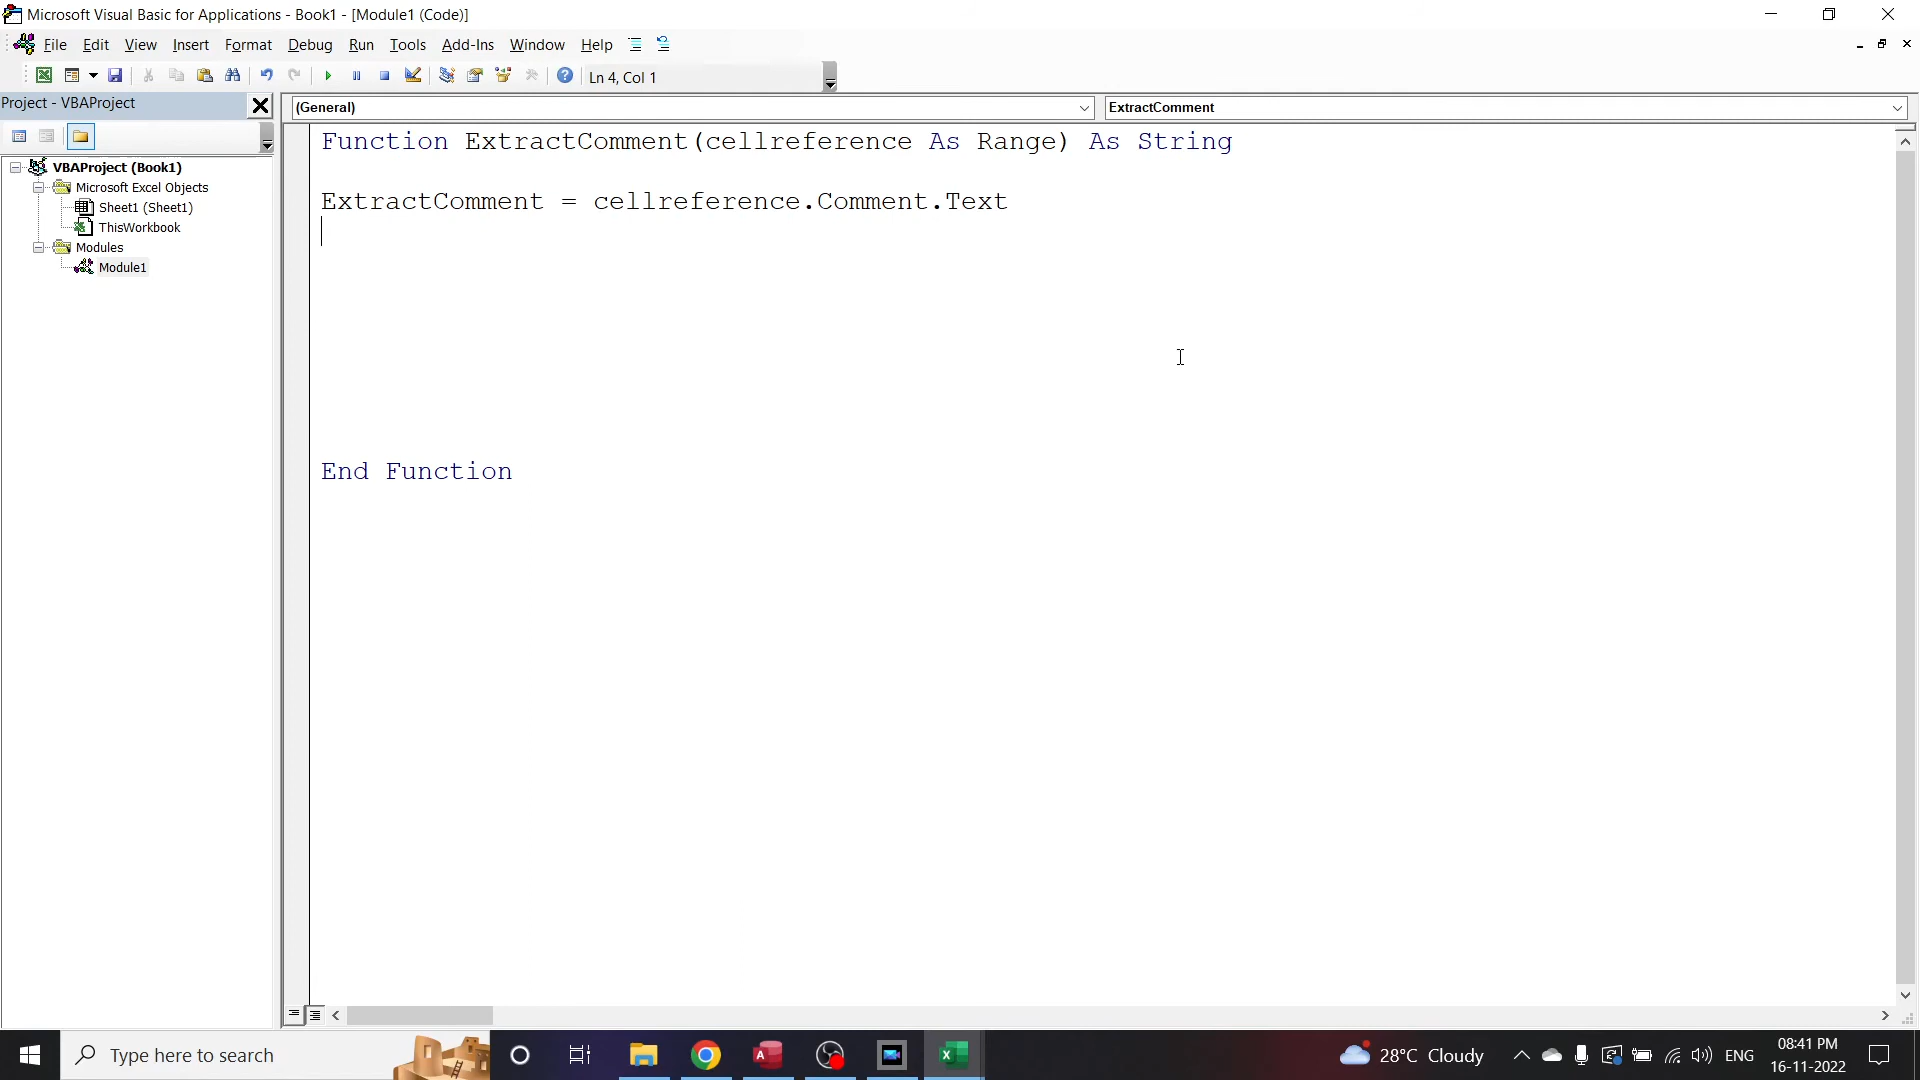 Microsoft Visual Basic for Applications - Book1 - [Module1 (Code)]
File Edit View Insert Format Debug Run Tools Add-Ins Window Help
Ln 4, Col 1
Project - VBAProject
(General) ExtractComment
VBAProject (Book1)
Microsoft Excel Objects
Sheet1 (Sheet1)
ThisWorkbook
Modules
Module1
Function ExtractComment(cellreference As Range) As String
ExtractComment = cellreference.Comment.Text
End Function
Type here to search
28°C Cloudy
ENG
08:41 PM
16-11-2022